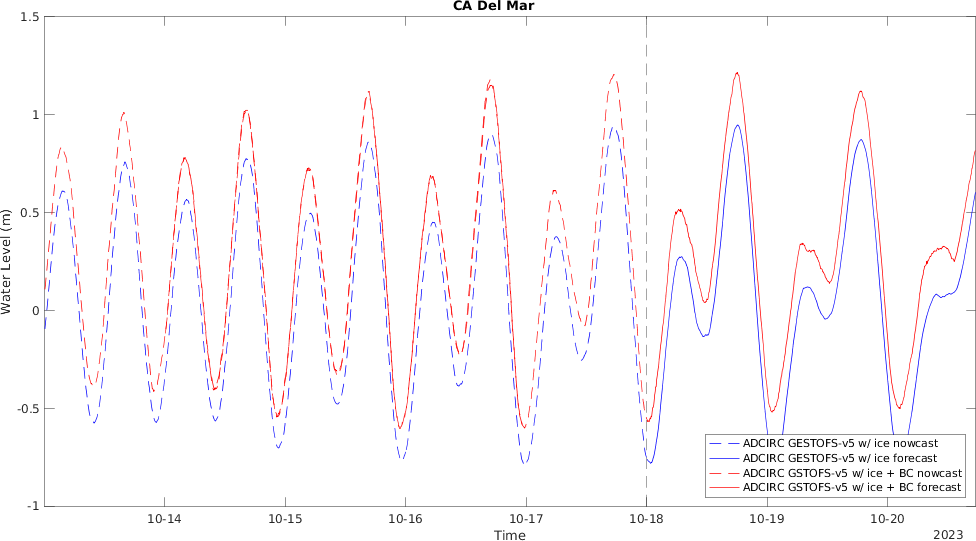 CA Del Mar
1.5
1
0.5
0
-0.5
-1
Water Level (m)
10-14
10-15
10-16
10-17
10-18
10-19
10-20
Time
2023
ADCIRC GESTOFS-v5 w/ ice nowcast
ADCIRC GESTOFS-v5 w/ ice forecast
ADCIRC GSTOFS-v5 w/ ice + BC nowcast
ADCIRC GSTOFS-v5 w/ ice + BC forecast